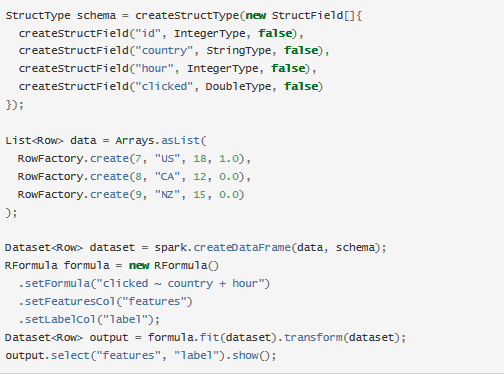 StructType schema = createStructType(new StructField[]{
  createStructField("id", IntegerType, false),
  createStructField("country", StringType, false),
  createStructField("hour", IntegerType, false),
  createStructField("clicked", DoubleType, false)
});

List<Row> data = Arrays.asList(
  RowFactory.create(7, "US", 18, 1.0),
  RowFactory.create(8, "CA", 12, 0.0),
  RowFactory.create(9, "NZ", 15, 0.0)
);

Dataset<Row> dataset = spark.createDataFrame(data, schema);
RFormula formula = new RFormula()
  .setFormula("clicked ~ country + hour")
  .setFeaturesCol("features")
  .setLabelCol("label");
Dataset<Row> output = formula.fit(dataset).transform(dataset);
output.select("features", "label").show();